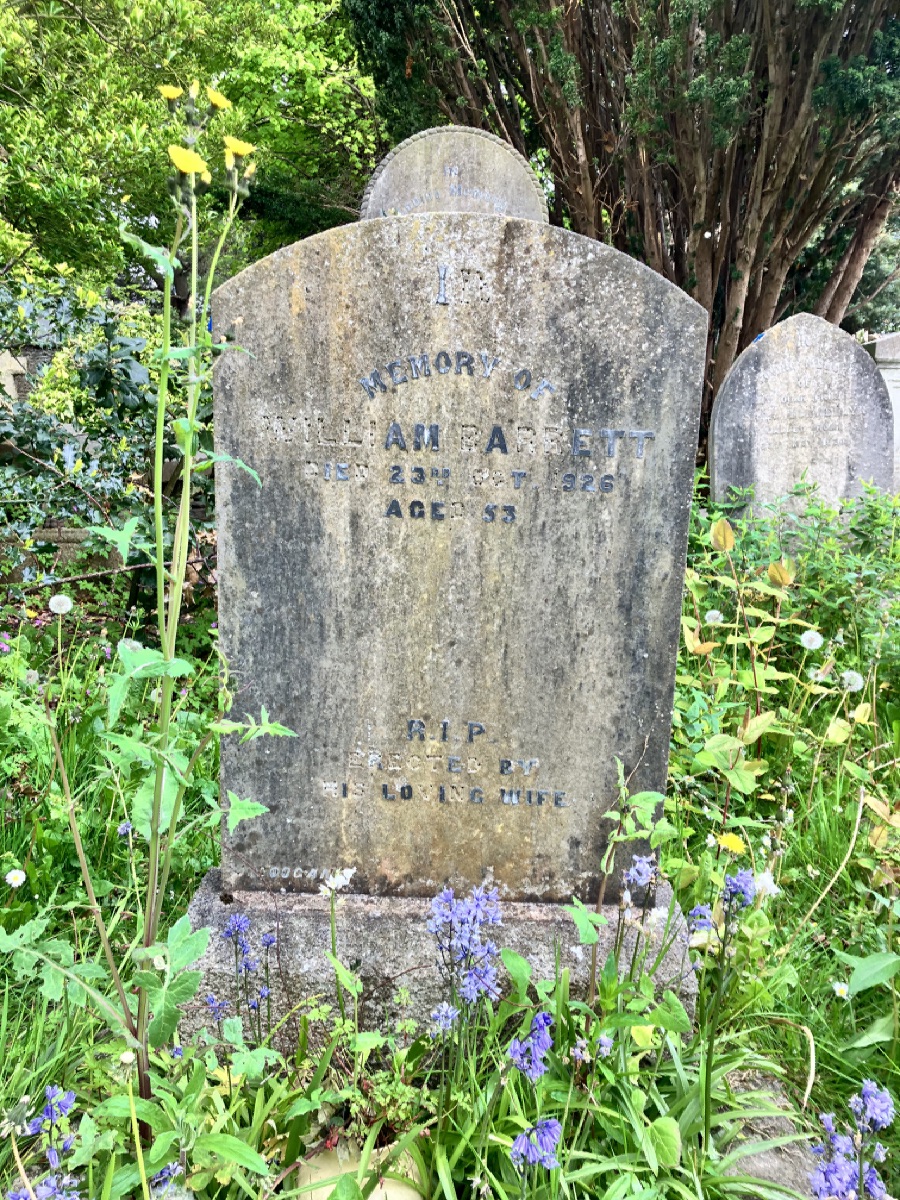 IN
MEMORY OF
WILLIAM BARRETT
DIED 23RD OCT 1926
AGED 53
R.I.P.
ERECTED BY
HIS LOVING WIFE